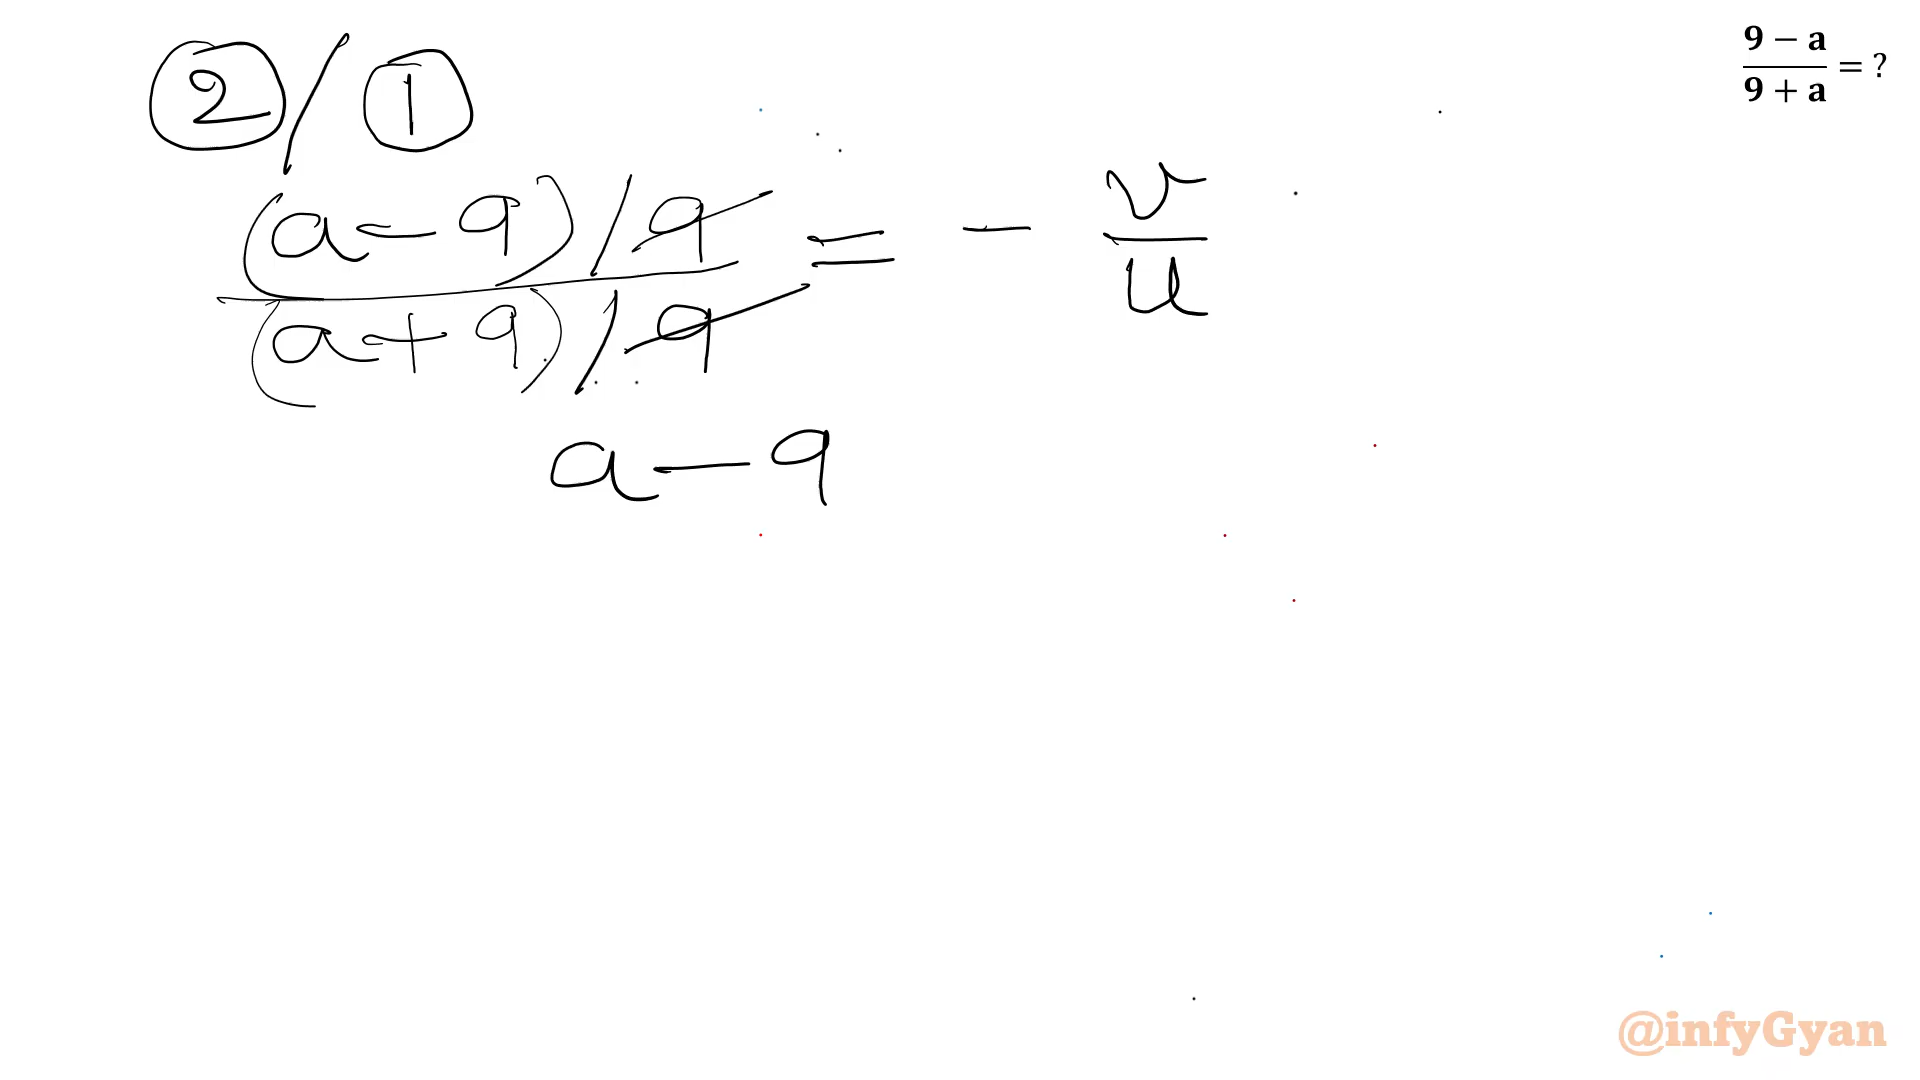 2 / 1
(a - 9) / 9
(a + 9) / 9
= - v/u
a - 9
9 − a
9 + a
= ?
@infyGyan